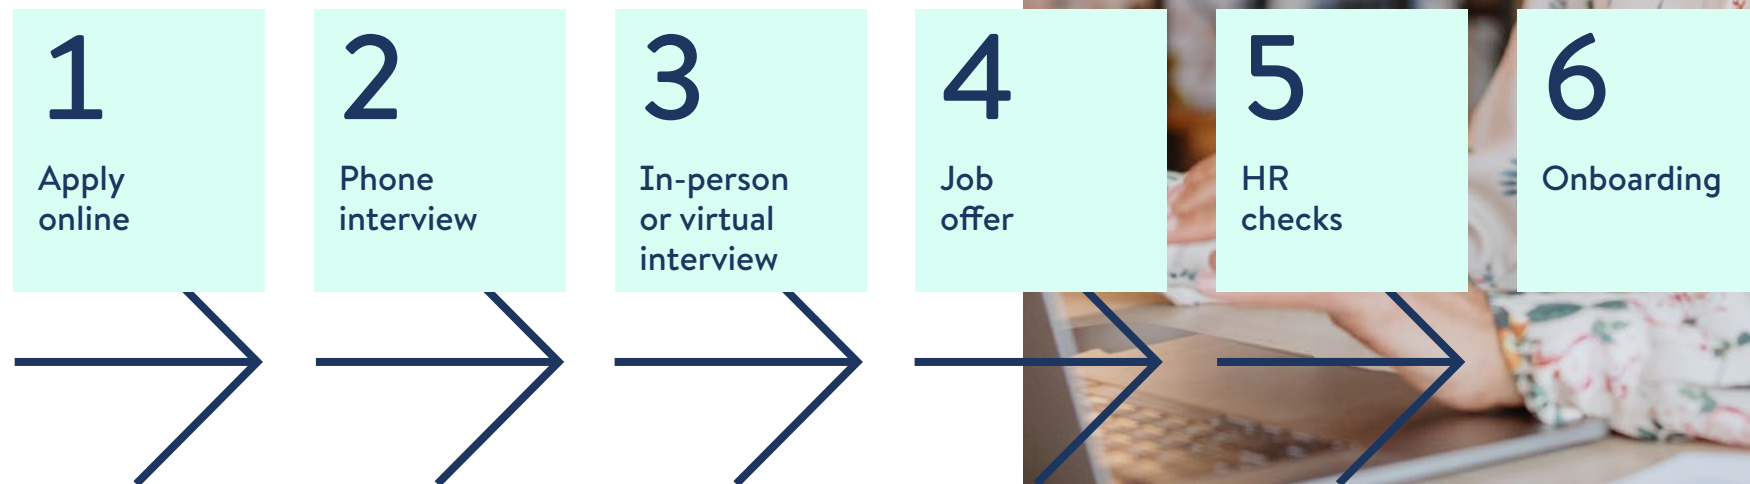 1
Apply
online
2
Phone
interview
3
In-person
or virtual
interview
4
Job
offer
5
HR
checks
6
Onboarding